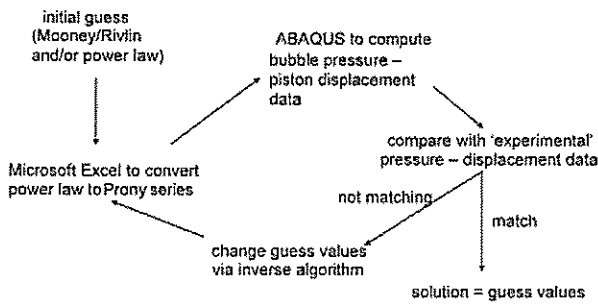 initial guess
(Mooney/Rivlin
and/or power law)
ABAQUS to compute
bubble pressure –
piston displacement
data
compare with 'experimental'
pressure – displacement data
Microsoft Excel to convert
power law to Prony series
not matching
match
change guess values
via inverse algorithm
solution = guess values